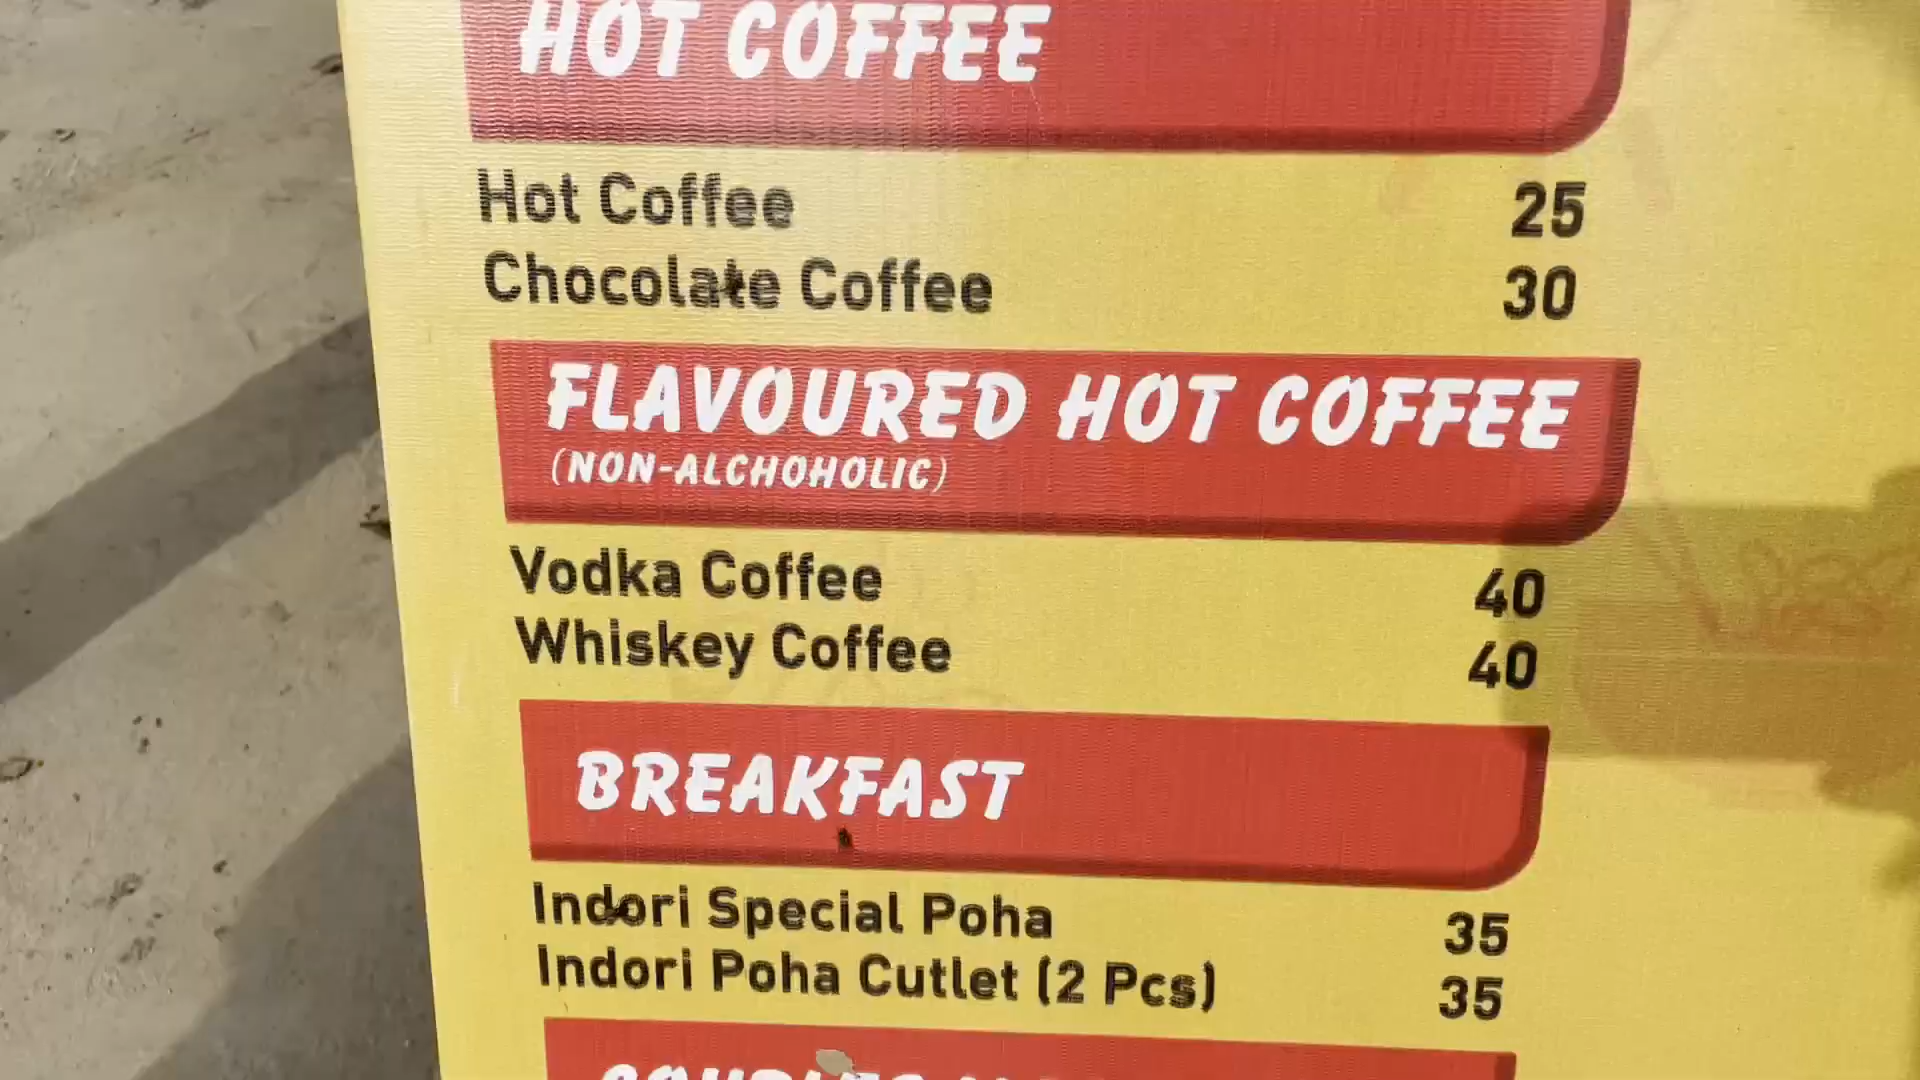 HOT COFFEE
Hot Coffee 25
Chocolate Coffee 30
FLAVOURED HOT COFFEE
(NON-ALCHOHOLIC)
Vodka Coffee 40
Whiskey Coffee 40
BREAKFAST
Indori Special Poha 35
Indori Poha Cutlet (2 Pcs) 35